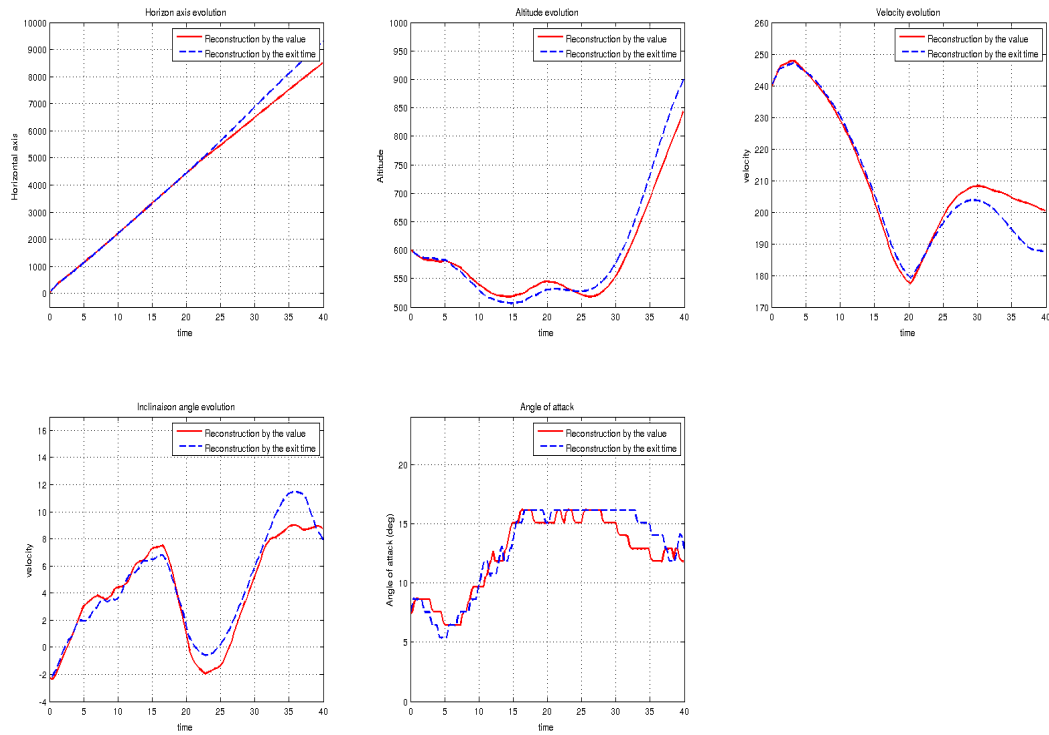 Horizon axis evolution
Reconstruction by the value
Reconstruction by the exit time
Horizontal axis
10000
9000
8000
7000
6000
5000
4000
3000
2000
1000
0
0 5 10 15 20 25 30 35 40
time
Altitude evolution
Reconstruction by the value
Reconstruction by the exit time
Altitude
1000
950
900
850
800
750
700
650
600
550
500
0 5 10 15 20 25 30 35 40
time
Velocity evolution
Reconstruction by the value
Reconstruction by the exit time
velocity
260
250
240
230
220
210
200
190
180
170
0 5 10 15 20 25 30 35 40
time
Inclinaison angle evolution
Reconstruction by the value
Reconstruction by the exit time
velocity
16
14
12
10
8
6
4
2
0
-2
-4
0 5 10 15 20 25 30 35 40
time
Angle of attack
Reconstruction by the value
Reconstruction by the exit time
Angle of attack (deg)
20
15
10
5
0
0 5 10 15 20 25 30 35 40
time